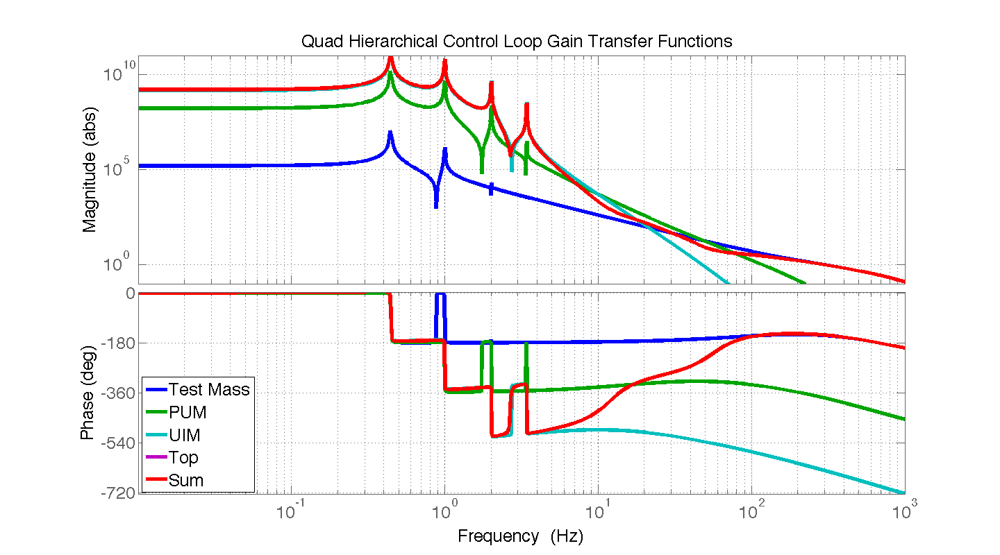 Quad Hierarchical Control Loop Gain Transfer Functions
Magnitude (abs)
10^10
10^5
10^0
Phase (deg)
0
-180
-360
-540
-720
Test Mass
PUM
UIM
Top
Sum
10^-1
10^0
10^1
10^2
10^3
Frequency (Hz)